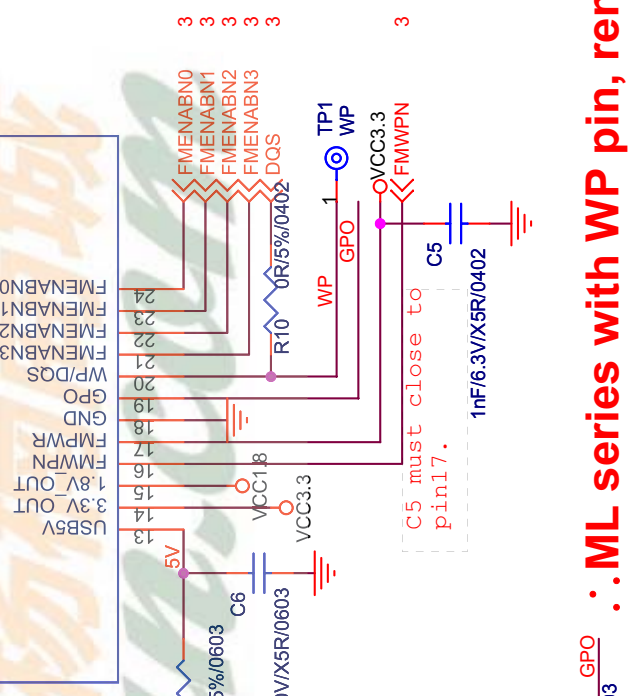 3
3
3
3
3
3
FMENABN0
FMENABN1
FMENABN2
FMENABN3
DQS
TP1
WP
VCC3.3
FMWPN
1
WP
GPO
R10
0R/5%/0402
C5
1nF/6.3V/X5R/0402
C5 must close to
pin17.
FMENABN0
FMENABN1
FMENABN2
FMENABN3
WP/DQS
GPO
GND
FMPWR
FMWPN
1.8V_OUT
3.3V_OUT
USB5V
24
23
22
21
20
19
18
17
16
15
14
13
VCC1.8
VCC3.3
5V
C6
5%/0603
0V/X5R/0603
∴ML series with WP pin, rer
GPO
03